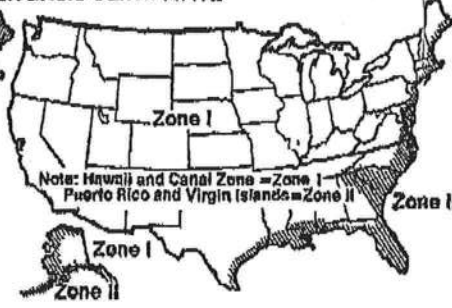 Zone I
Note: Hawaii and Canal Zone =Zone I
Puerto Rico and Virgin Islands=Zone II
Zone I
Zone I
Zone II